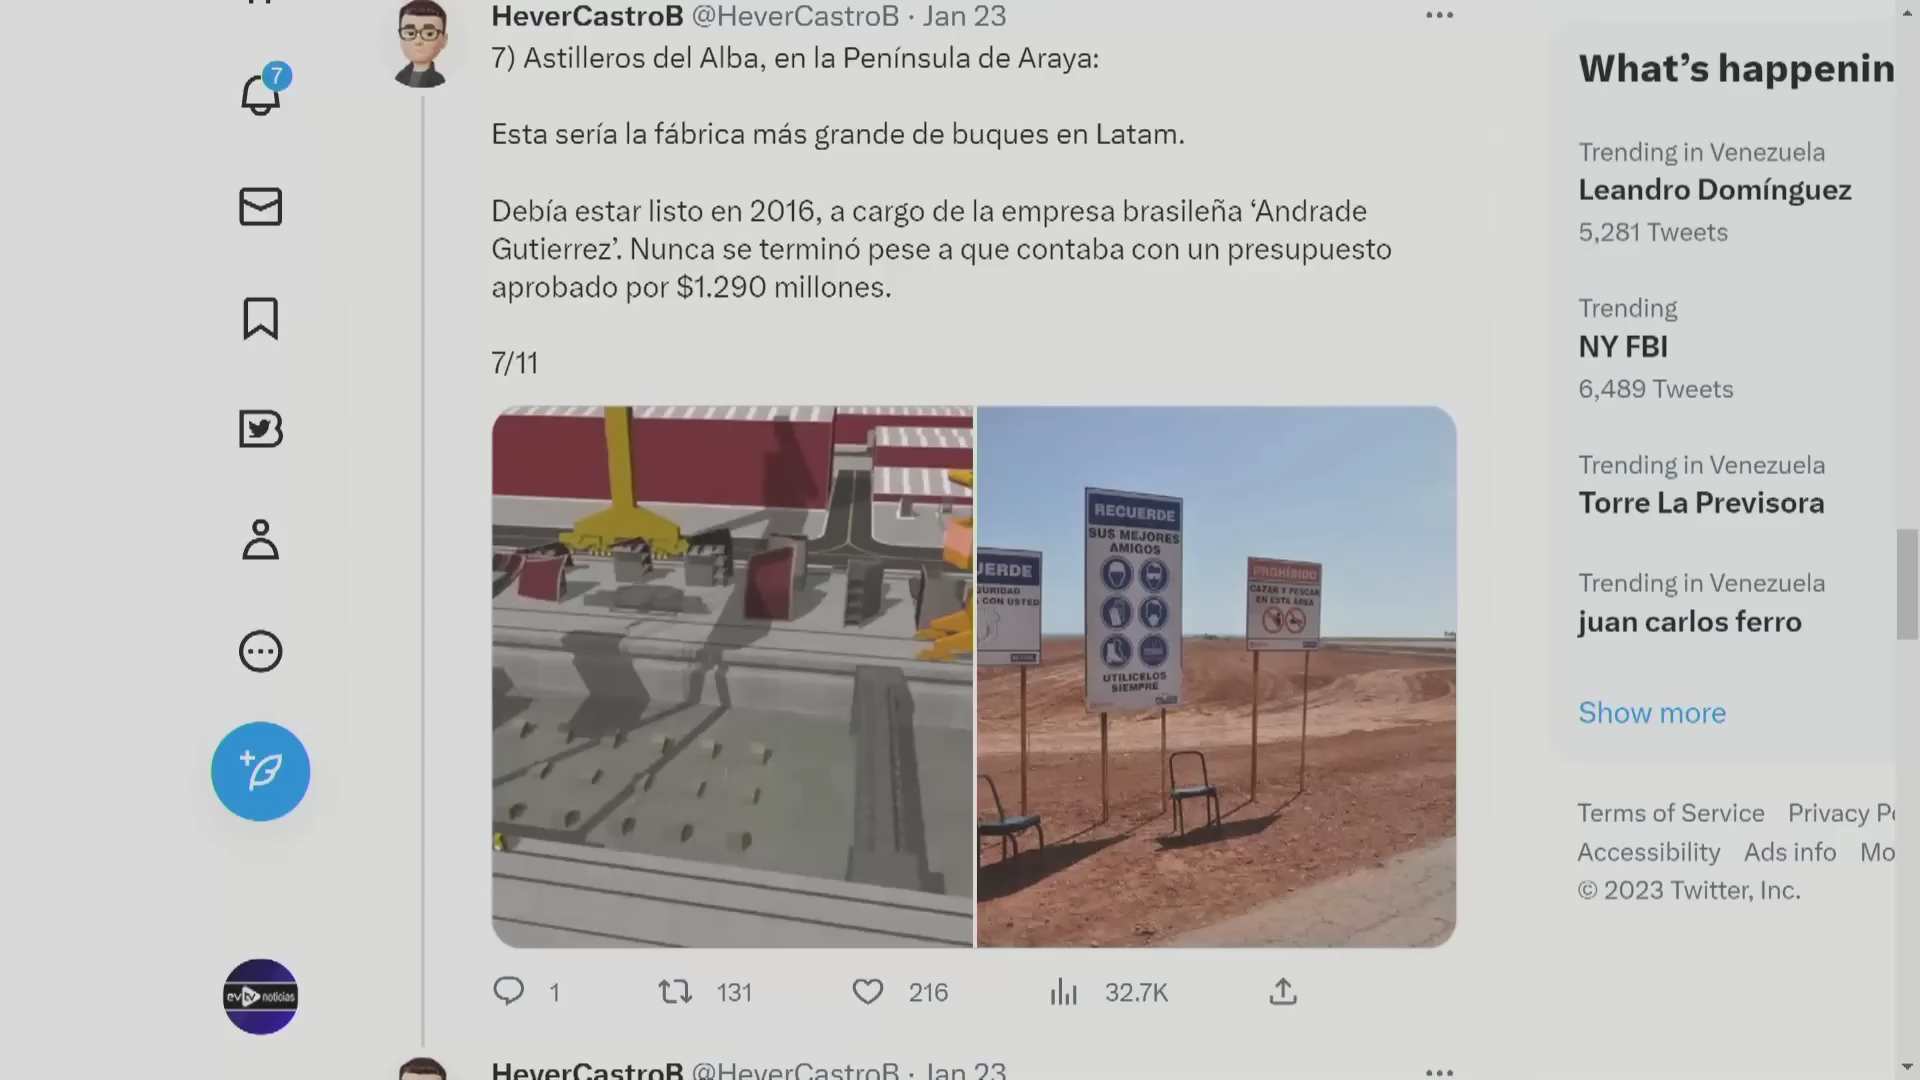 HeverCastroB @HeverCastroB · Jan 23
7) Astilleros del Alba, en la Península de Araya:
Esta sería la fábrica más grande de buques en Latam.
Debía estar listo en 2016, a cargo de la empresa brasileña ‘Andrade
Gutierrez’. Nunca se terminó pese a que contaba con un presupuesto
aprobado por $1.290 millones.
7/11
UERDE
CON USTED
RECUERDE
SUS MEJORES
AMIGOS
UTILICELOS
SIEMPRE
PROHIBIDO
CAZAR Y PESCAR
EN ESTA ÁREA
1
131
216
32.7K
HeverCastroB @HeverCastroB · Jan 23
7
evtv noticias
What’s happenin
Trending in Venezuela
Leandro Domínguez
5,281 Tweets
Trending
NY FBI
6,489 Tweets
Trending in Venezuela
Torre La Previsora
Trending in Venezuela
juan carlos ferro
Show more
Terms of Service Privacy Po
Accessibility Ads info Mo
© 2023 Twitter, Inc.